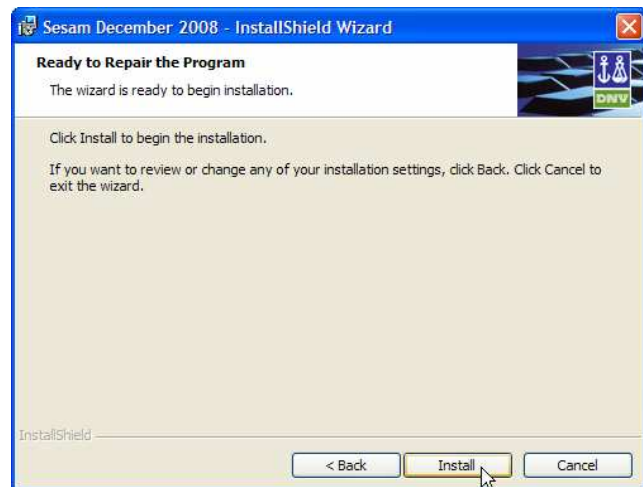 Sesam December 2008 - InstallShield Wizard
Ready to Repair the Program
The wizard is ready to begin installation.
DNV
Click Install to begin the installation.
If you want to review or change any of your installation settings, click Back. Click Cancel to
exit the wizard.
InstallShield
< Back Install Cancel